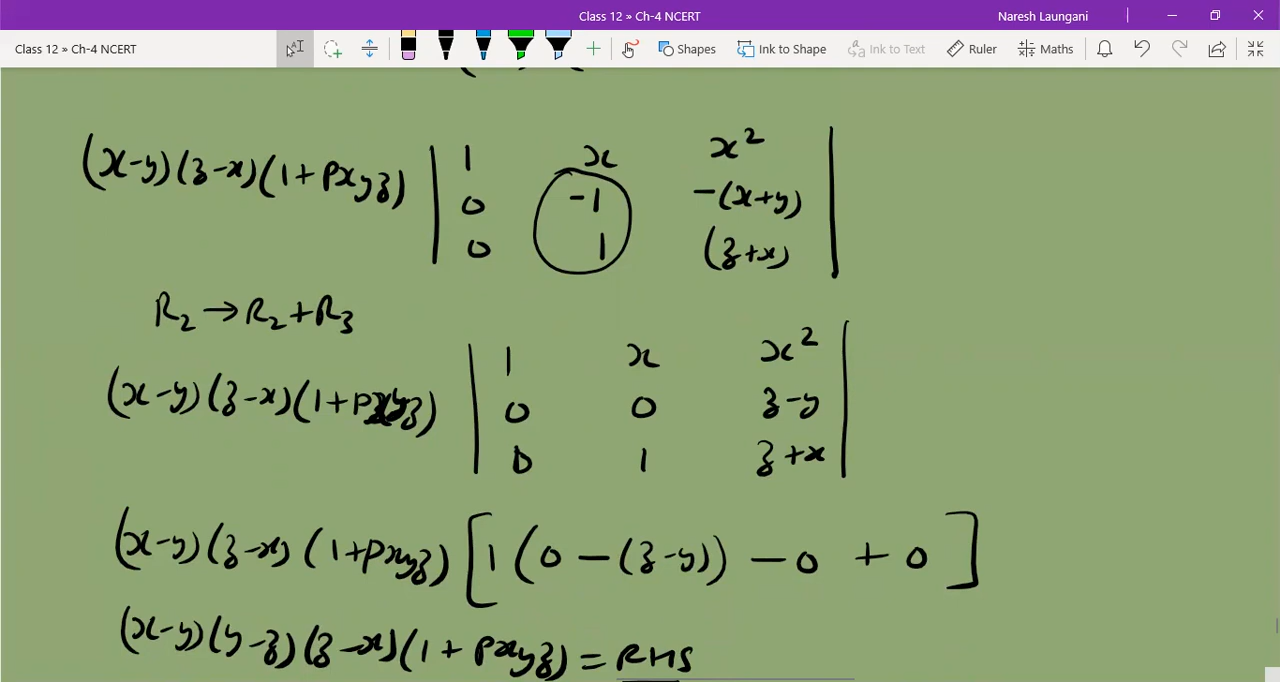 Class 12 » Ch-4 NCERT
Naresh Laungani
Class 12 » Ch-4 NCERT
Shapes
Ink to Shape
Ink to Text
Ruler
Maths
(x-y)(z-x)(1+pxyz) | 1 x x² |
| 0 -1 -(x+y) |
| 0 1 (z+x) |
R₂ → R₂+R₃
(x-y)(z-x)(1+pxyz) | 1 x x² |
| 0 0 z-y |
| 0 1 z+x |
(x-y)(z-x)(1+pxyz) [1(0-(z-y)) - 0 + 0]
(x-y)(y-z)(z-x)(1+pxyz) = RHS